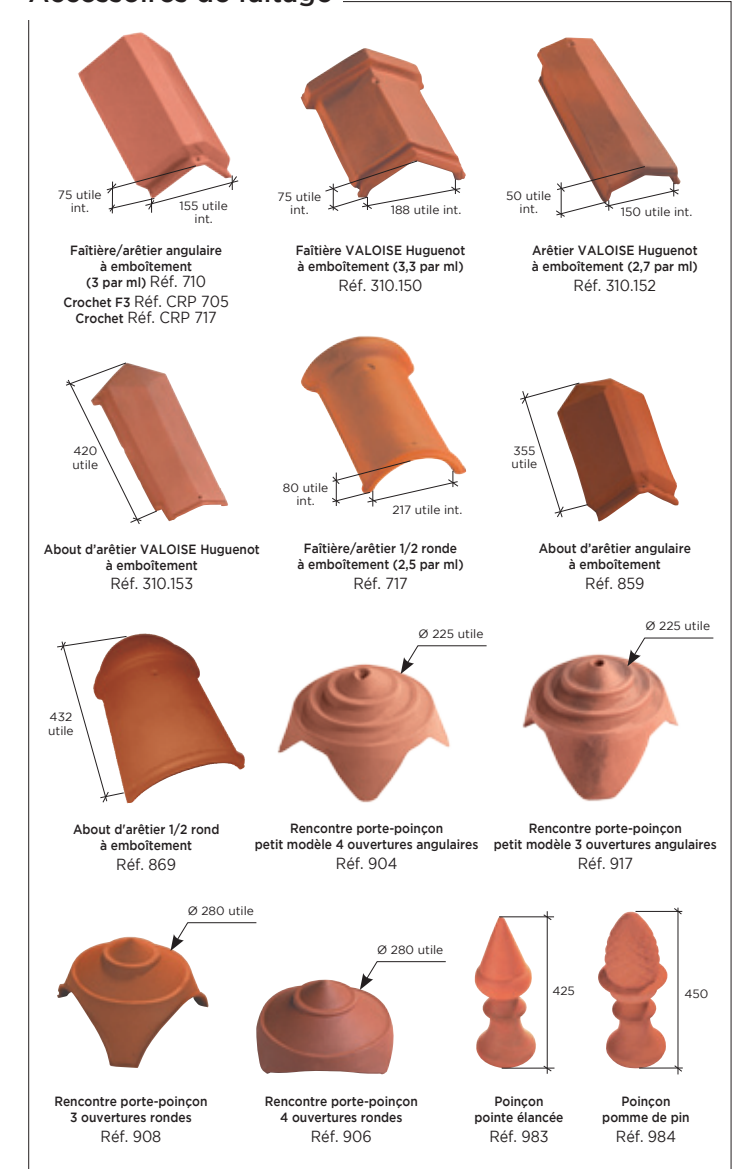 Accessoires de faîtage
75 utile
int.
155 utile
int.
75 utile
int.
188 utile int.
50 utile
int.
150 utile int.
Faîtière/arêtier angulaire
à emboîtement
(3 par ml) Réf. 710
Crochet F3 Réf. CRP 705
Crochet Réf. CRP 717
Faîtière VALOISE Huguenot
à emboîtement (3,3 par ml)
Réf. 310.150
Arêtier VALOISE Huguenot
à emboîtement (2,7 par ml)
Réf. 310.152
420
utile
80 utile
int.
217 utile int.
355
utile
About d'arêtier VALOISE Huguenot
à emboîtement
Réf. 310.153
Faîtière/arêtier 1/2 ronde
à emboîtement (2,5 par ml)
Réf. 717
About d'arêtier angulaire
à emboîtement
Réf. 859
432
utile
Ø 225 utile
Ø 225 utile
About d'arêtier 1/2 rond
à emboîtement
Réf. 869
Rencontre porte-poinçon
petit modèle 4 ouvertures angulaires
Réf. 904
Rencontre porte-poinçon
petit modèle 3 ouvertures angulaires
Réf. 917
Ø 280 utile
Ø 280 utile
425
450
Rencontre porte-poinçon
3 ouvertures rondes
Réf. 908
Rencontre porte-poinçon
4 ouvertures rondes
Réf. 906
Poinçon
pointe élancée
Réf. 983
Poinçon
pomme de pin
Réf. 984